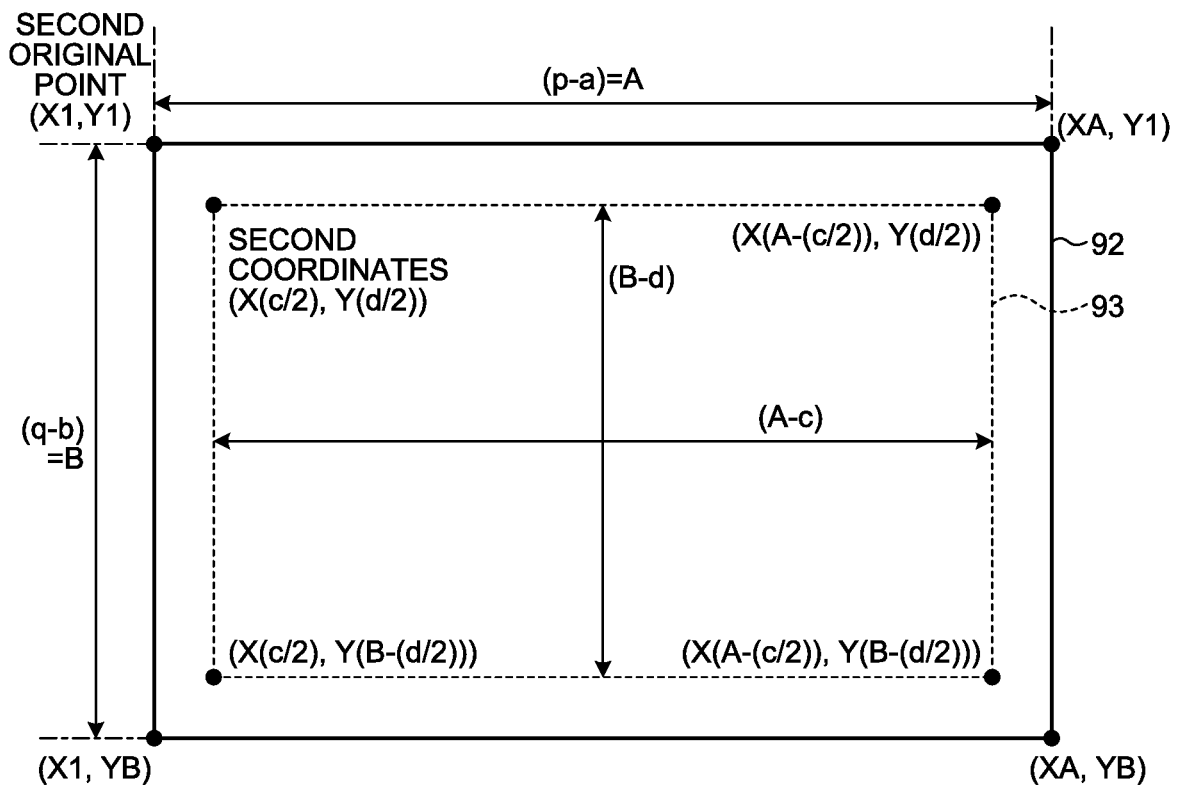 SECOND
ORIGINAL
POINT
(X1,Y1)
(p-a)=A
(XA, Y1)
SECOND
COORDINATES
(X(c/2), Y(d/2))
(X(A-(c/2)), Y(d/2))
(B-d)
92
93
(A-c)
(q-b)
=B
(X(c/2), Y(B-(d/2)))
(X(A-(c/2)), Y(B-(d/2)))
(X1, YB)
(XA, YB)